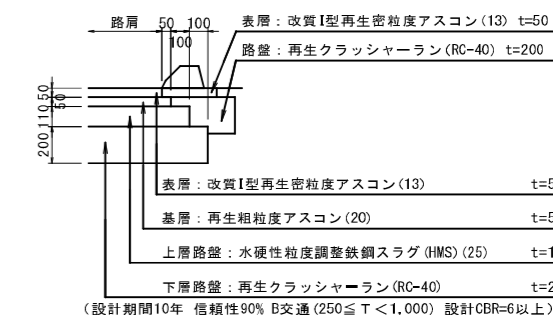 路肩 50 100 表層：改質Ⅰ型再生密粒度アスコン(13) t=50
100 路盤：再生クラッシャーラン(RC-40) t=200
50
50
110
200
表層：改質Ⅰ型再生密粒度アスコン(13) t=5
基層：再生粗粒度アスコン(20) t=5
上層路盤：水硬性粒度調整鉄鋼スラグ(HMS)(25) t=1
下層路盤：再生クラッシャーラン(RC-40) t=2
(設計期間10年 信頼性90% B交通(250≦T<1,000) 設計CBR=6以上)